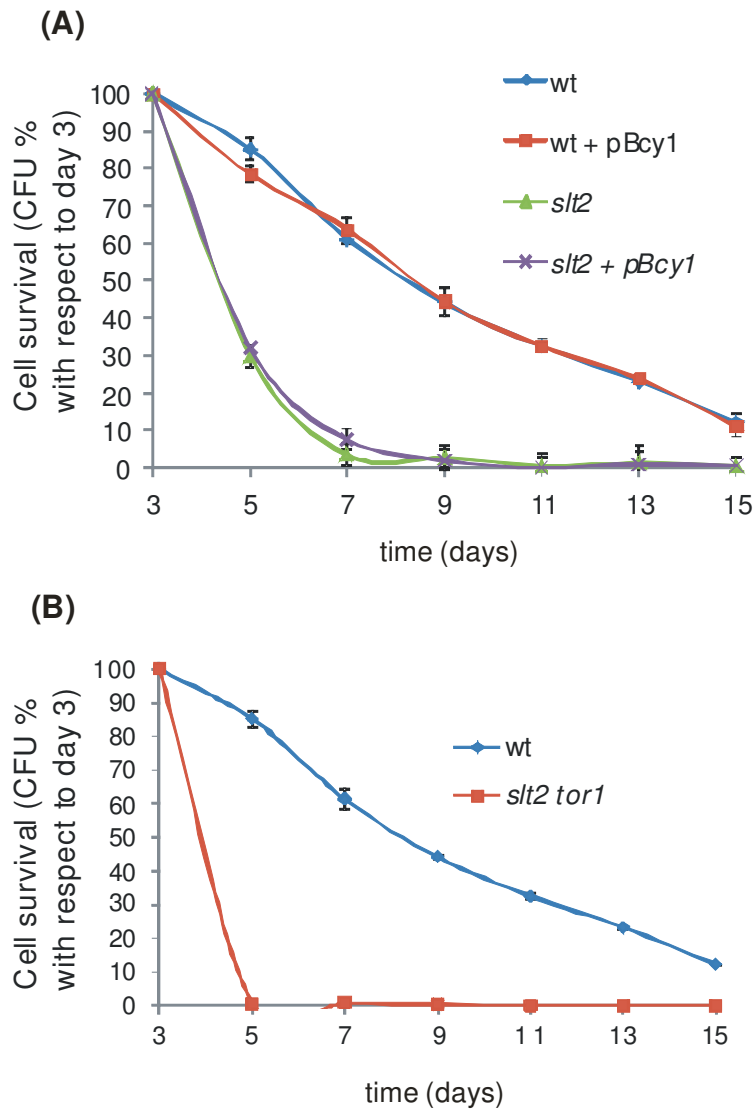 (A)
wt
wt + pBcy1
slt2
slt2 + pBcy1
Cell survival (CFU %
with respect to day 3)
100
90
80
70
60
50
40
30
20
10
0
3 5 7 9 11 13 15
time (days)
(B)
wt
slt2 tor1
Cell survival (CFU %
with respect to day 3)
100
90
80
70
60
50
40
30
20
10
0
3 5 7 9 11 13 15
time (days)